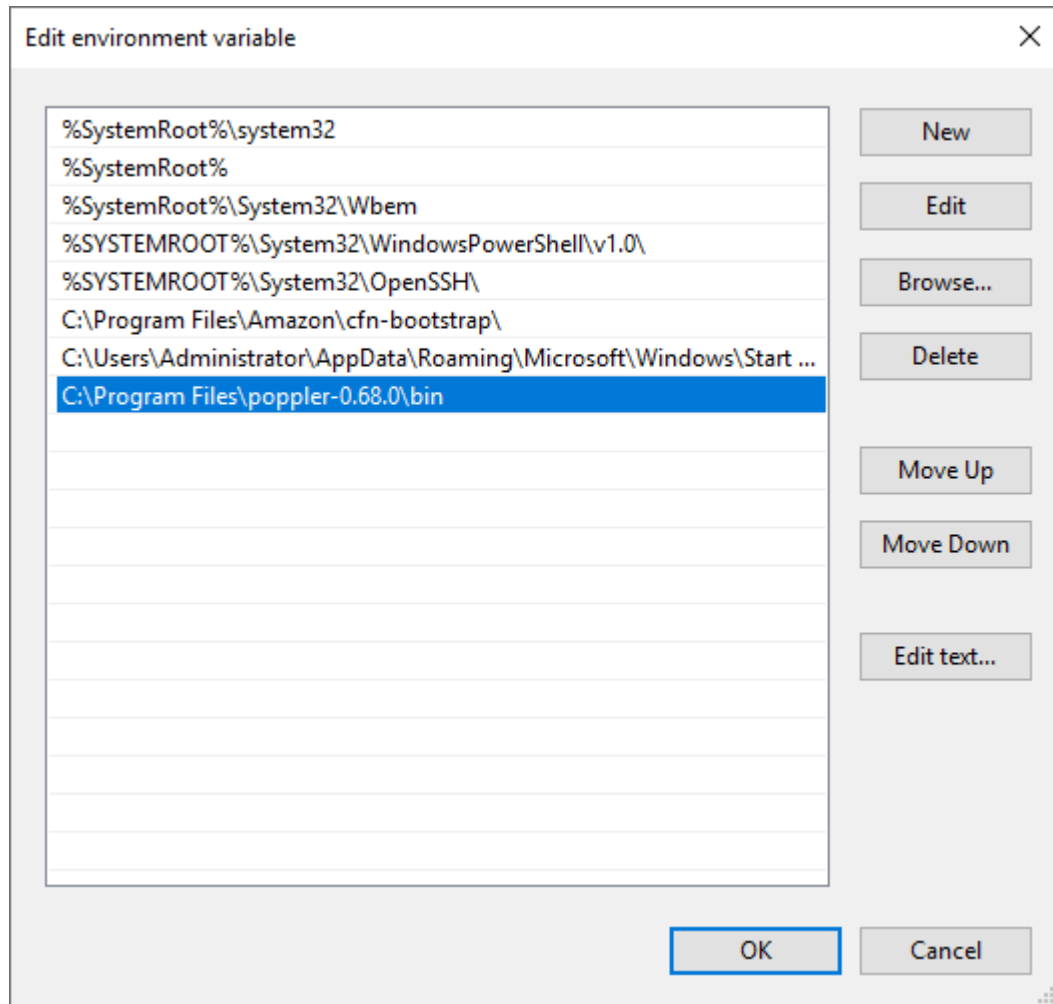 Edit environment variable
%SystemRoot%\system32
%SystemRoot%
%SystemRoot%\System32\Wbem
%SYSTEMROOT%\System32\WindowsPowerShell\v1.0\
%SYSTEMROOT%\System32\OpenSSH\
C:\Program Files\Amazon\cfn-bootstrap\
C:\Users\Administrator\AppData\Roaming\Microsoft\Windows\Start ...
C:\Program Files\poppler-0.68.0\bin
New
Edit
Browse...
Delete
Move Up
Move Down
Edit text...
OK
Cancel